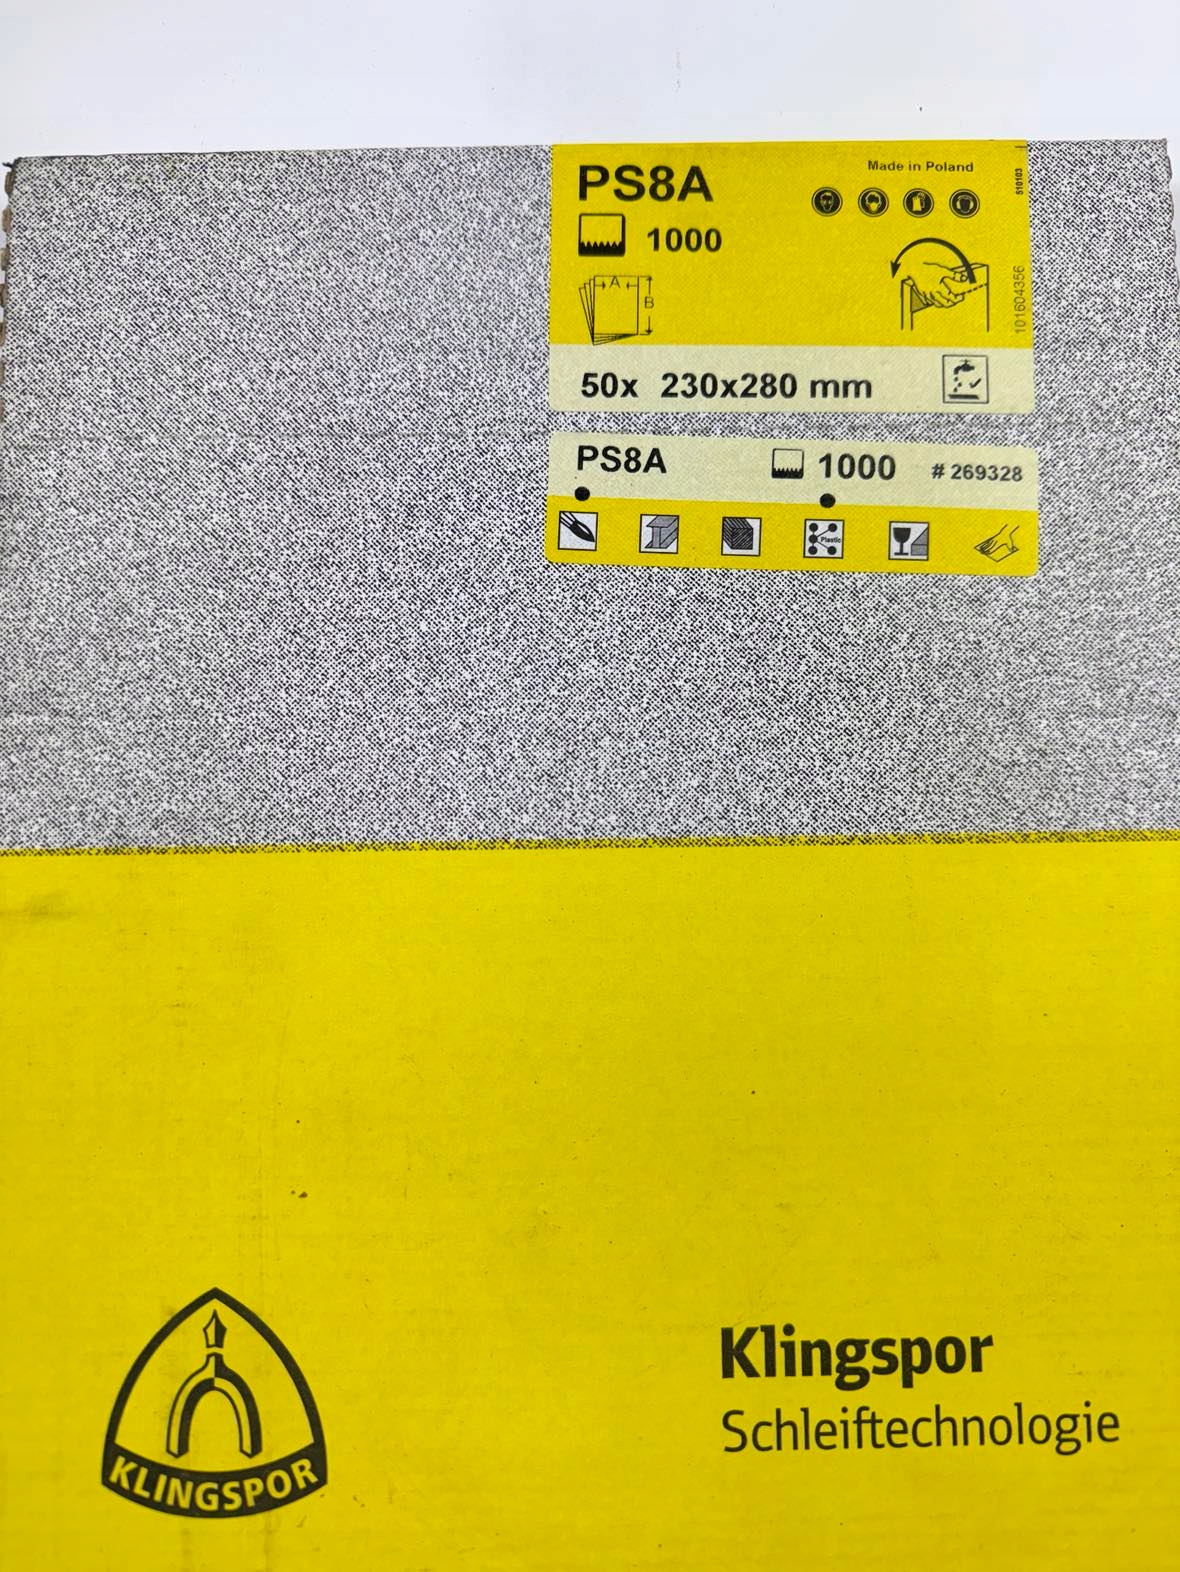 PS8A
Made in Poland
510103
1000
A
B
101604356
50x 230x280 mm
PS8A 1000 # 269328
Plastic
Klingspor
Schleiftechnologie
KLINGSPOR